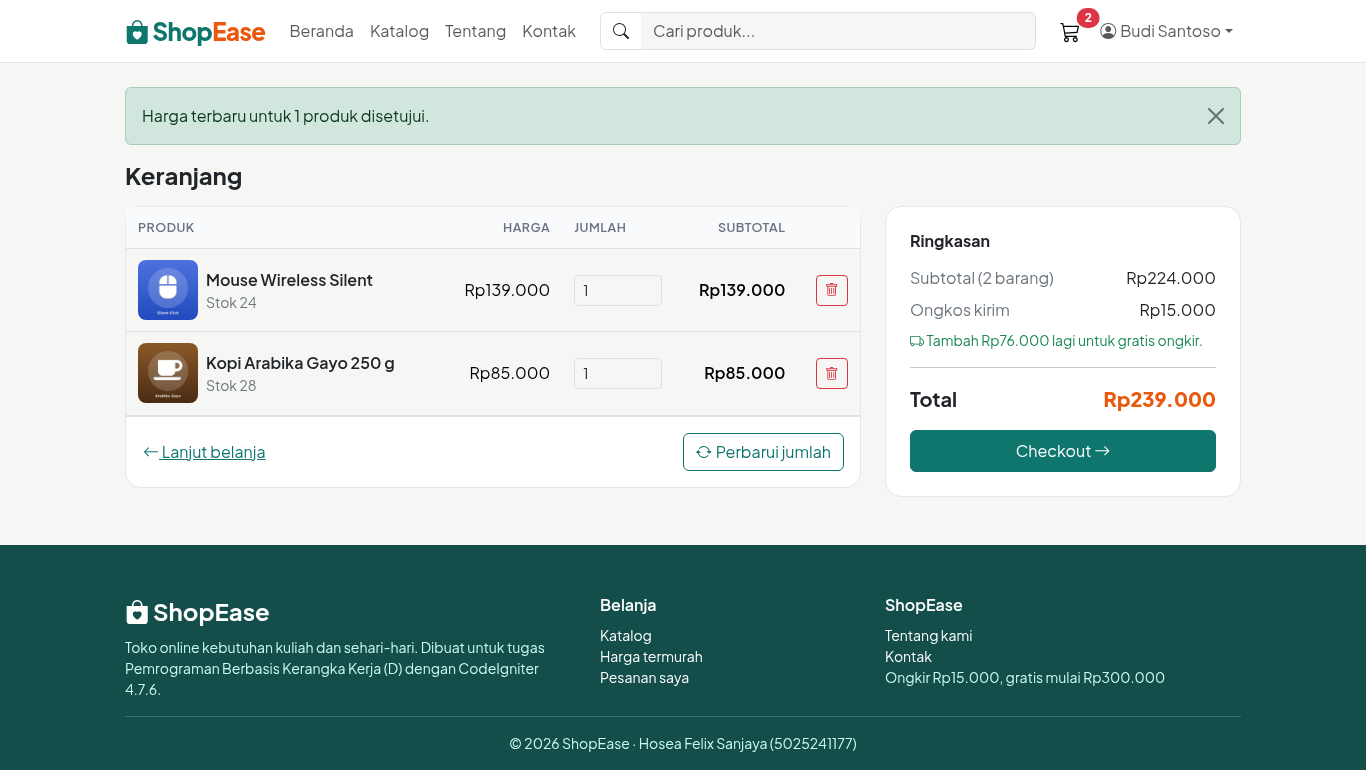 ShopEase
Beranda
Katalog
Tentang
Kontak
Cari produk...
2
Budi Santoso
Harga terbaru untuk 1 produk disetujui.
Keranjang
PRODUK HARGA JUMLAH SUBTOTAL
Mouse Wireless Silent
Stok 24
Rp139.000
1
Rp139.000
Kopi Arabika Gayo 250 g
Stok 28
Rp85.000
1
Rp85.000
← Lanjut belanja
Perbarui jumlah
Ringkasan
Subtotal (2 barang) Rp224.000
Ongkos kirim Rp15.000
Tambah Rp76.000 lagi untuk gratis ongkir.
Total Rp239.000
Checkout →
ShopEase
Toko online kebutuhan kuliah dan sehari-hari. Dibuat untuk tugas
Pemrograman Berbasis Kerangka Kerja (D) dengan CodeIgniter
4.7.6.
Belanja
Katalog
Harga termurah
Pesanan saya
ShopEase
Tentang kami
Kontak
Ongkir Rp15.000, gratis mulai Rp300.000
© 2026 ShopEase · Hosea Felix Sanjaya (5025241177)